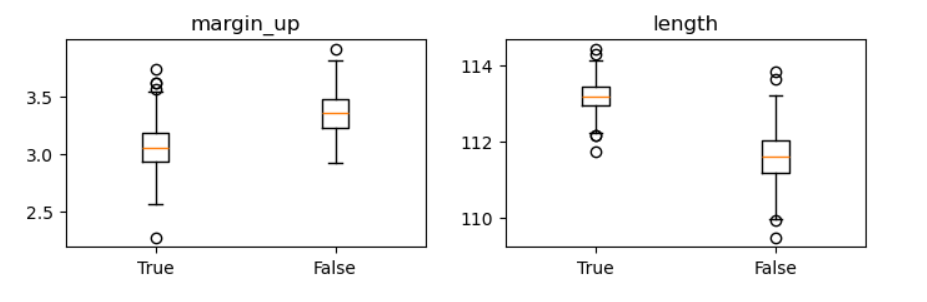 margin_up
3.5
3.0
2.5
True
False
length
114
112
110
True
False